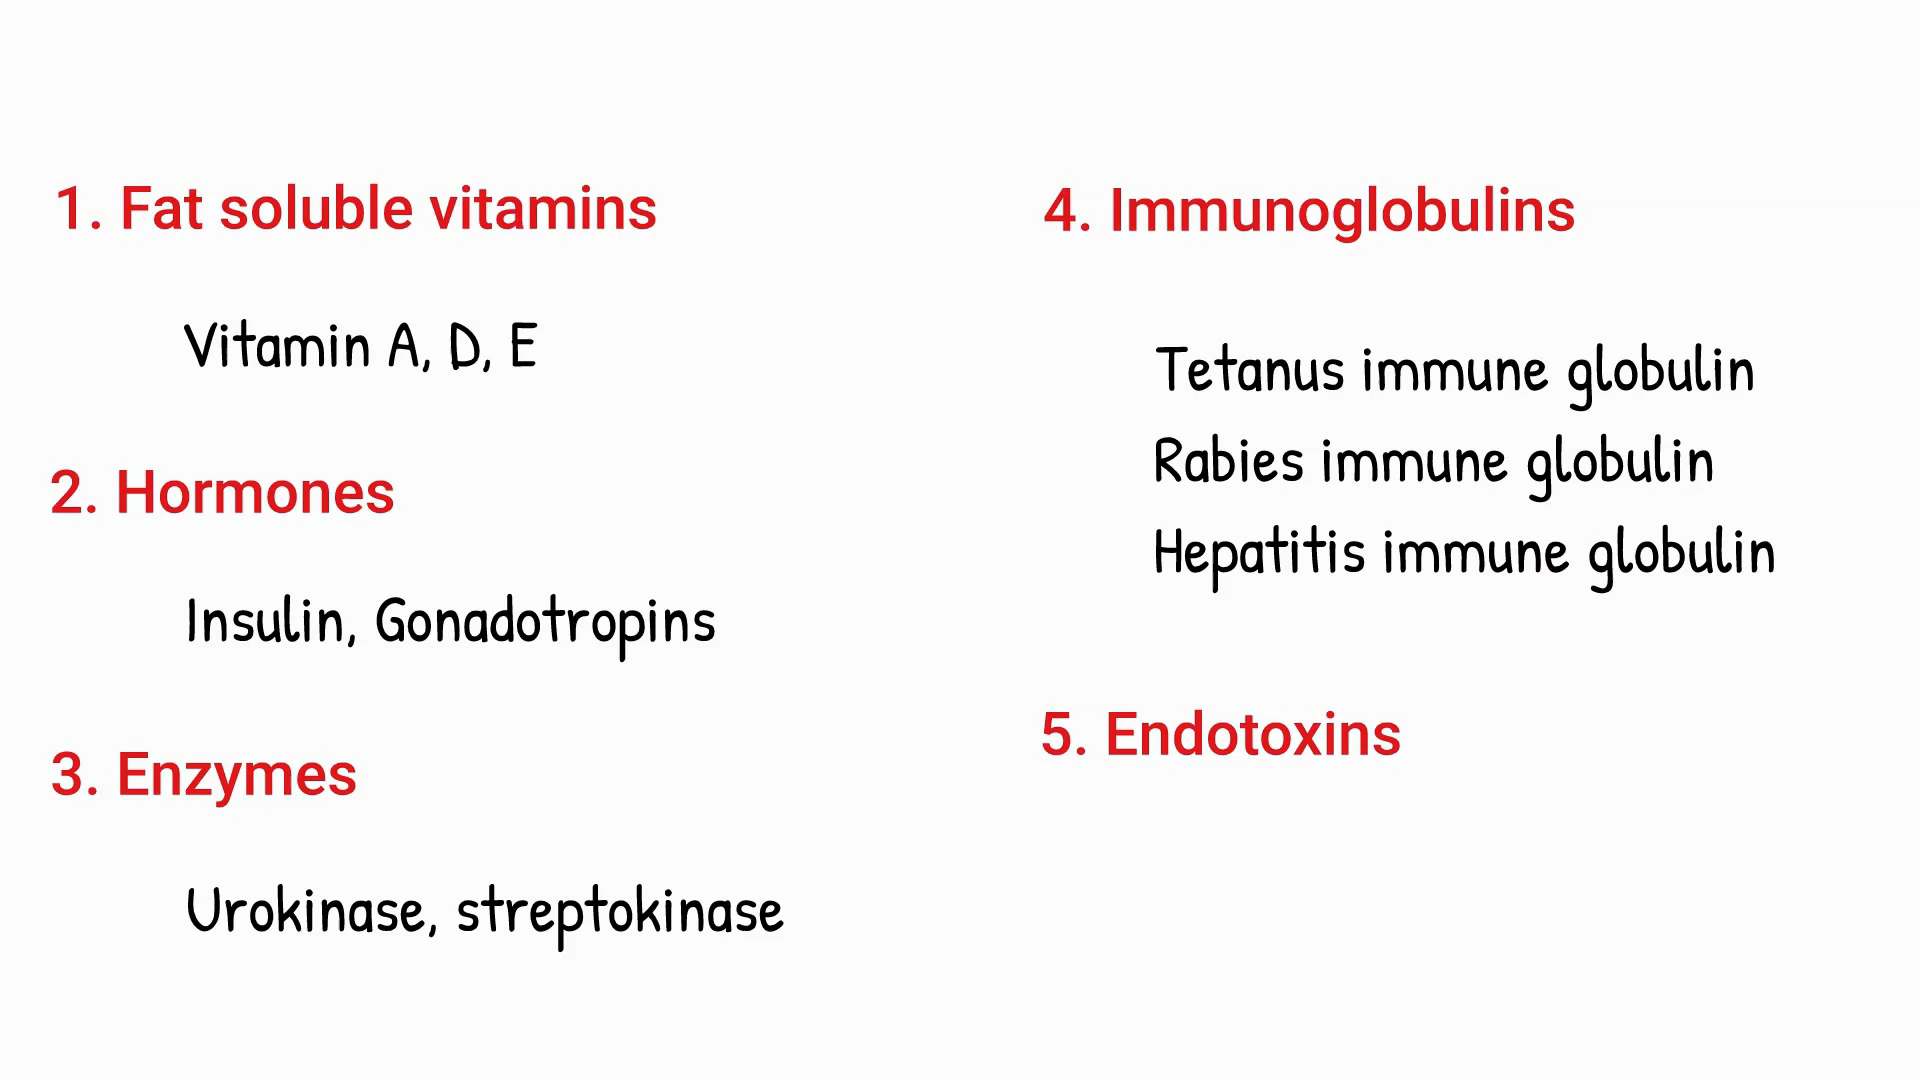 1. Fat soluble vitamins
Vitamin A, D, E
2. Hormones
Insulin, Gonadotropins
3. Enzymes
Urokinase, streptokinase
4. Immunoglobulins
Tetanus immune globulin
Rabies immune globulin
Hepatitis immune globulin
5. Endotoxins